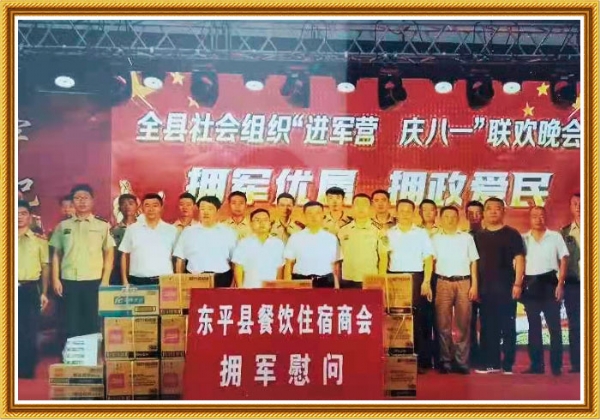 全县社会组织“进军营 庆八一”联欢晚会
拥军优属 拥政爱民
东平县餐饮住宿商会
拥军慰问